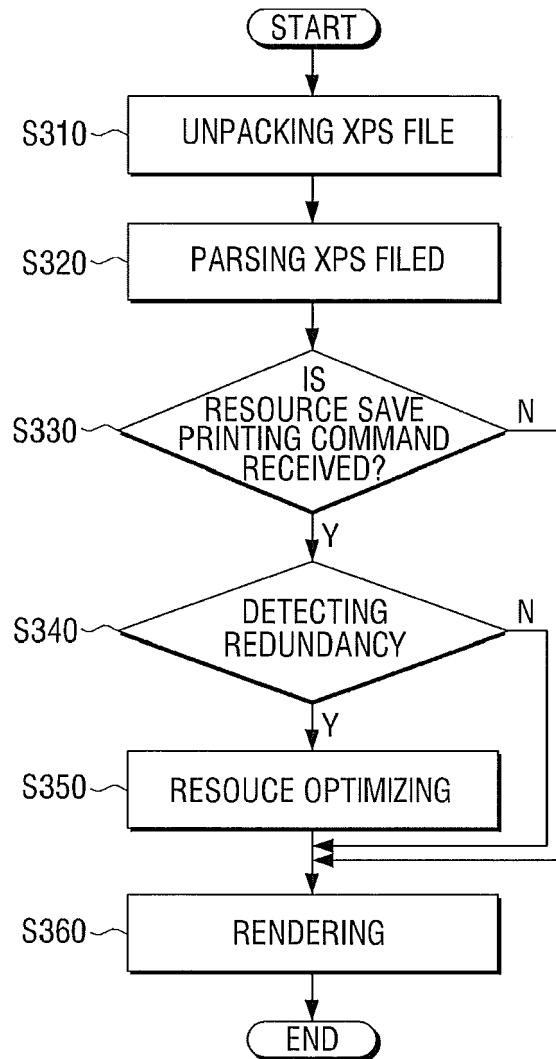 START
S310
UNPACKING XPS FILE
S320
PARSING XPS FILED
S330
IS
RESOURCE SAVE
PRINTING COMMAND
RECEIVED?
N
Y
S340
DETECTING
REDUNDANCY
N
Y
S350
RESOUCE OPTIMIZING
S360
RENDERING
END